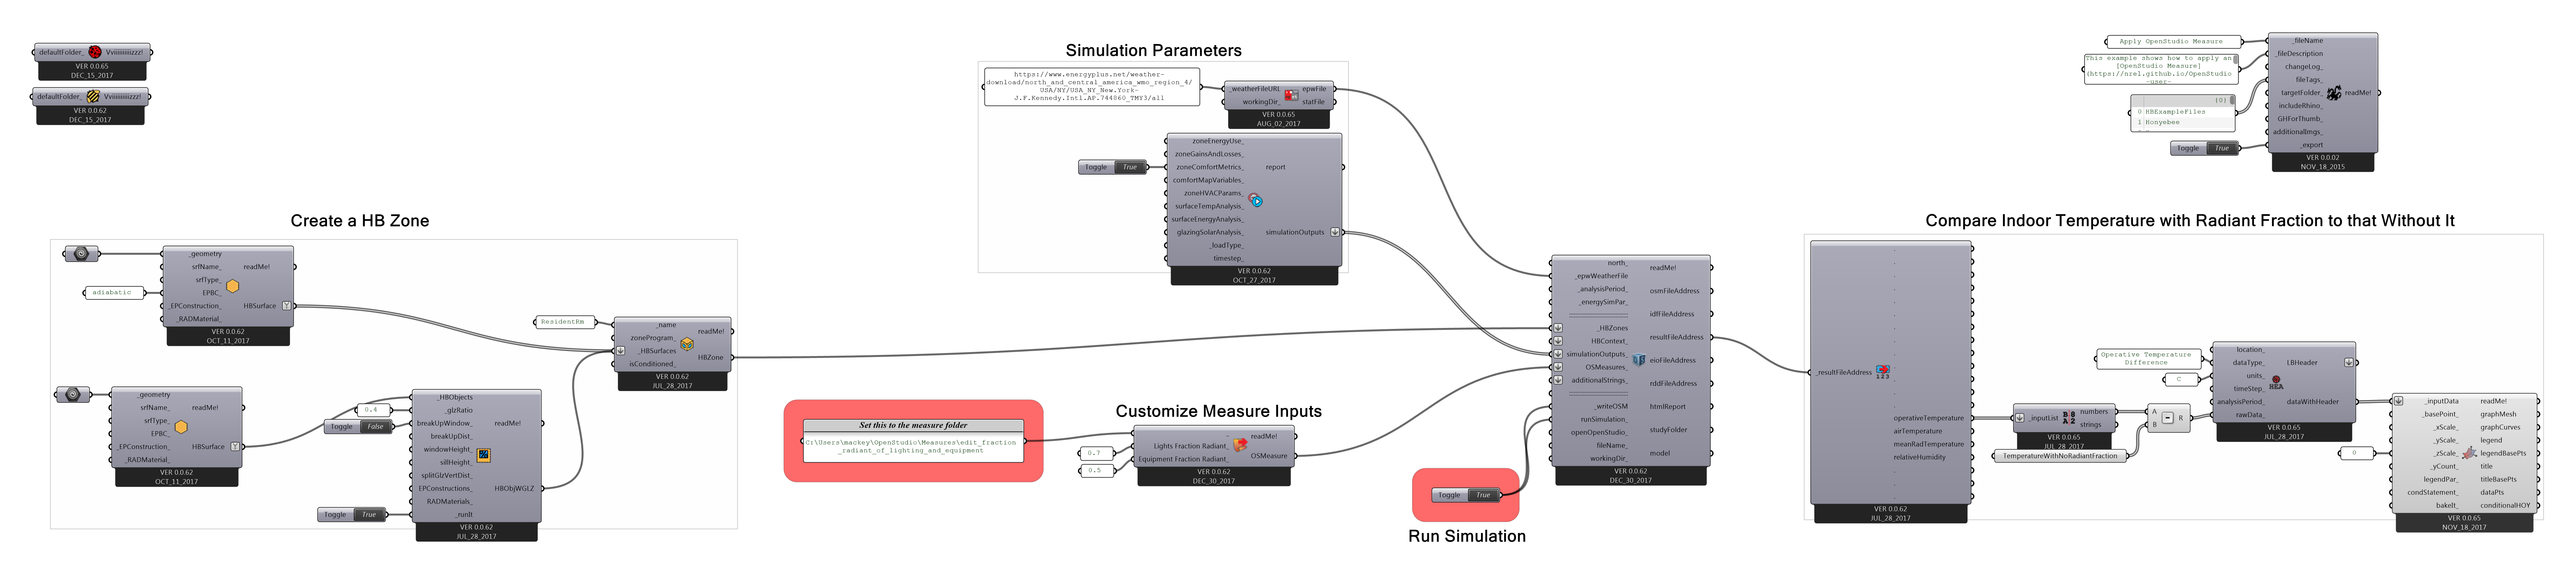 defaultFolder_ Vviiiiiiiiizzz!
VER 0.0.65
DEC_15_2017
defaultFolder_ Vviiiiiiiiizzz!
VER 0.0.62
DEC_15_2017
Create a HB Zone
_geometry
srfName_ readMe!
srfType_
EPBC_
_EPConstruction_ HBSurface
_RADMaterial_
VER 0.0.62
OCT_11_2017
adiabatic
_geometry
srfName_ readMe!
srfType_
EPBC_
_EPConstruction_ HBSurface
_RADMaterial_
VER 0.0.62
OCT_11_2017
0.4
Toggle False
Toggle True
_HBObjects
_glzRatio
breakUpWindow_ readMe!
breakUpDist_
windowHeight_
sillHeight_
splitGlzVertDist_
EPConstructions_ HBObjWGLZ
RADMaterials_
_runIt
VER 0.0.62
JUL_28_2017
ResidentRm
_name readMe!
zoneProgram_
_HBSurfaces
HBZone
isConditioned_
VER 0.0.62
JUL_28_2017
Simulation Parameters
https://www.energyplus.net/weather-
download/north_and_central_america_wmo_region_4/
USA/NY/USA_NY_New.York-
J.F.Kennedy.Intl.AP.744860_TMY3/all
_weatherFileURL epwFile
workingDir_ statFile
VER 0.0.65
AUG_02_2017
Toggle True
zoneEnergyUse_
zoneGainsAndLosses_
zoneComfortMetrics_ report
comfortMapVariables_
zoneHVACParams_
surfaceTempAnalysis_
surfaceEnergyAnalysis_
glazingSolarAnalysis_ simulationOutputs
_loadType_
timestep_
VER 0.0.62
OCT_27_2017
Set this to the measure folder
C:\Users\mackey\OpenStudio\Measures\edit_fraction
_radiant_of_lighting_and_equipment
Customize Measure Inputs
0.7
0.5
readMe!
Lights Fraction Radiant_
Equipment Fraction Radiant_ OSMeasure
VER 0.0.62
DEC_30_2017
Toggle True
Run Simulation
north_ readMe!
_epwWeatherFile
_analysisPeriod_ osmFileAddress
_energySimPar_
idfFileAddress
_HBZones
HBContext_ resultFileAddress
simulationOutputs_ eioFileAddress
OSMeasures_
additionalStrings_ rddFileAddress
_writeOSM htmlReport
runSimulation_
openOpenStudio_ studyFolder
fileName_
workingDir_ model
VER 0.0.62
DEC_30_2017
Apply OpenStudio Measure
This example shows how to apply an
[OpenStudio Measure]
(https://nrel.github.io/OpenStudio
-user-
{0}
0 HBExampleFiles
1 Honyebee
Toggle True
_fileName
_fileDescription
changeLog_
fileTags_
targetFolder_ readMe!
includeRhino_
GHForThumb_
additionalImgs_
_export
VER 0.0.02
NOV_18_2015
Compare Indoor Temperature with Radiant Fraction to that Without It
_resultFileAddress
operativeTemperature
airTemperature
meanRadTemperature
relativeHumidity
VER 0.0.62
JUL_28_2017
_inputList numbers
strings
VER 0.0.65
JUL_28_2017
TemperatureWithNoRadiantFraction
A
B
R
Operative Temperature
Difference
C
location_
dataType_ LBHeader
units_
timeStep_
analysisPeriod_ dataWithHeader
rawData_
VER 0.0.65
JUL_28_2017
0
_inputData readMe!
_basePoint_ graphMesh
_xScale_ graphCurves
_yScale_ legend
_zScale_ legendBasePts
_yCount_ title
legendPar_ titleBasePts
condStatement_ dataPts
bakeIt_ conditionalHOY
VER 0.0.65
NOV_18_2017